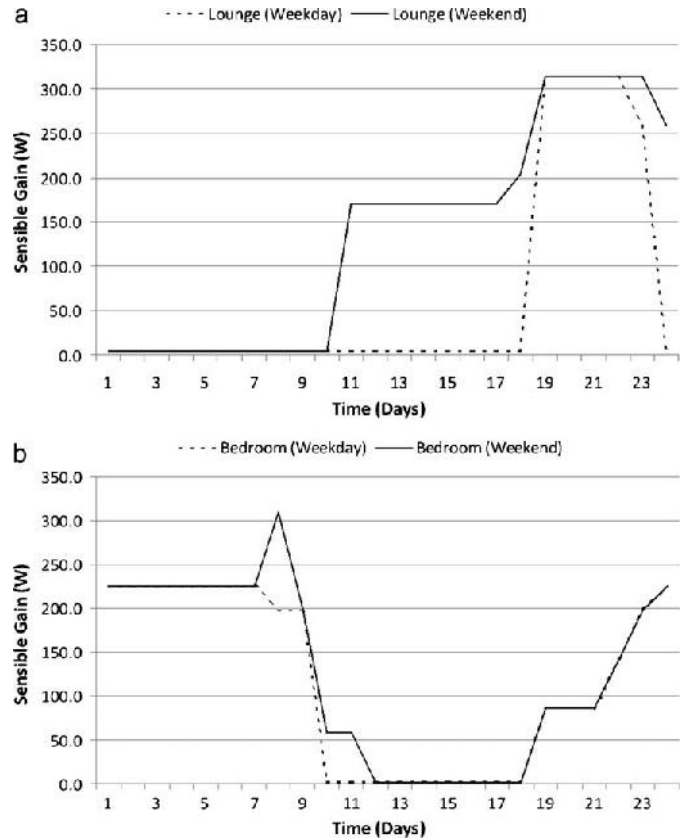 a
Lounge (Weekday) Lounge (Weekend)
350.0
300.0
250.0
200.0
150.0
100.0
50.0
0.0
Sensible Gain (W)
1 3 5 7 9 11 13 15 17 19 21 23
Time (Days)
b
Bedroom (Weekday) Bedroom (Weekend)
350.0
300.0
250.0
200.0
150.0
100.0
50.0
0.0
Sensible Gain (W)
1 3 5 7 9 11 13 15 17 19 21 23
Time (Days)